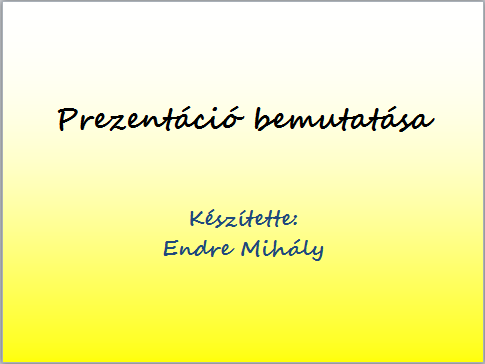 Prezentáció bemutatása
Készítette:
Endre Mihály